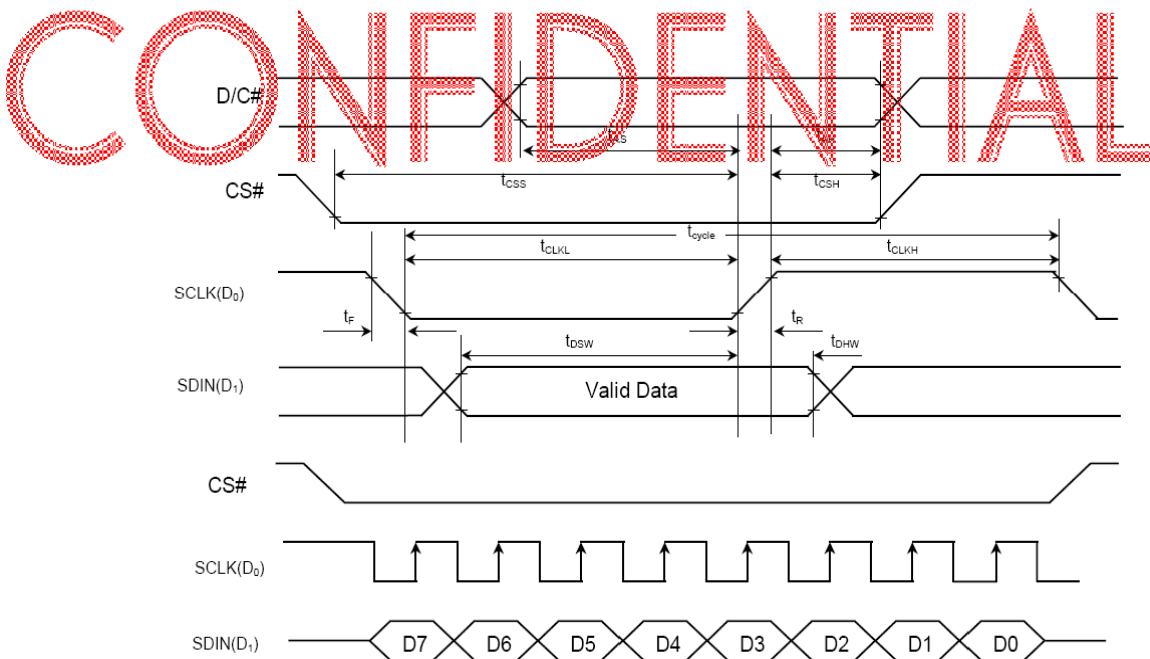 CONFIDENTIAL
D/C#
tAS
tCSS
tCSH
CS#
tcycle
tCLKL
tCLKH
SCLK(D0)
tF
tR
tDSW
tDHW
SDIN(D1)
Valid Data
CS#
SCLK(D0)
SDIN(D1)
D7 D6 D5 D4 D3 D2 D1 D0